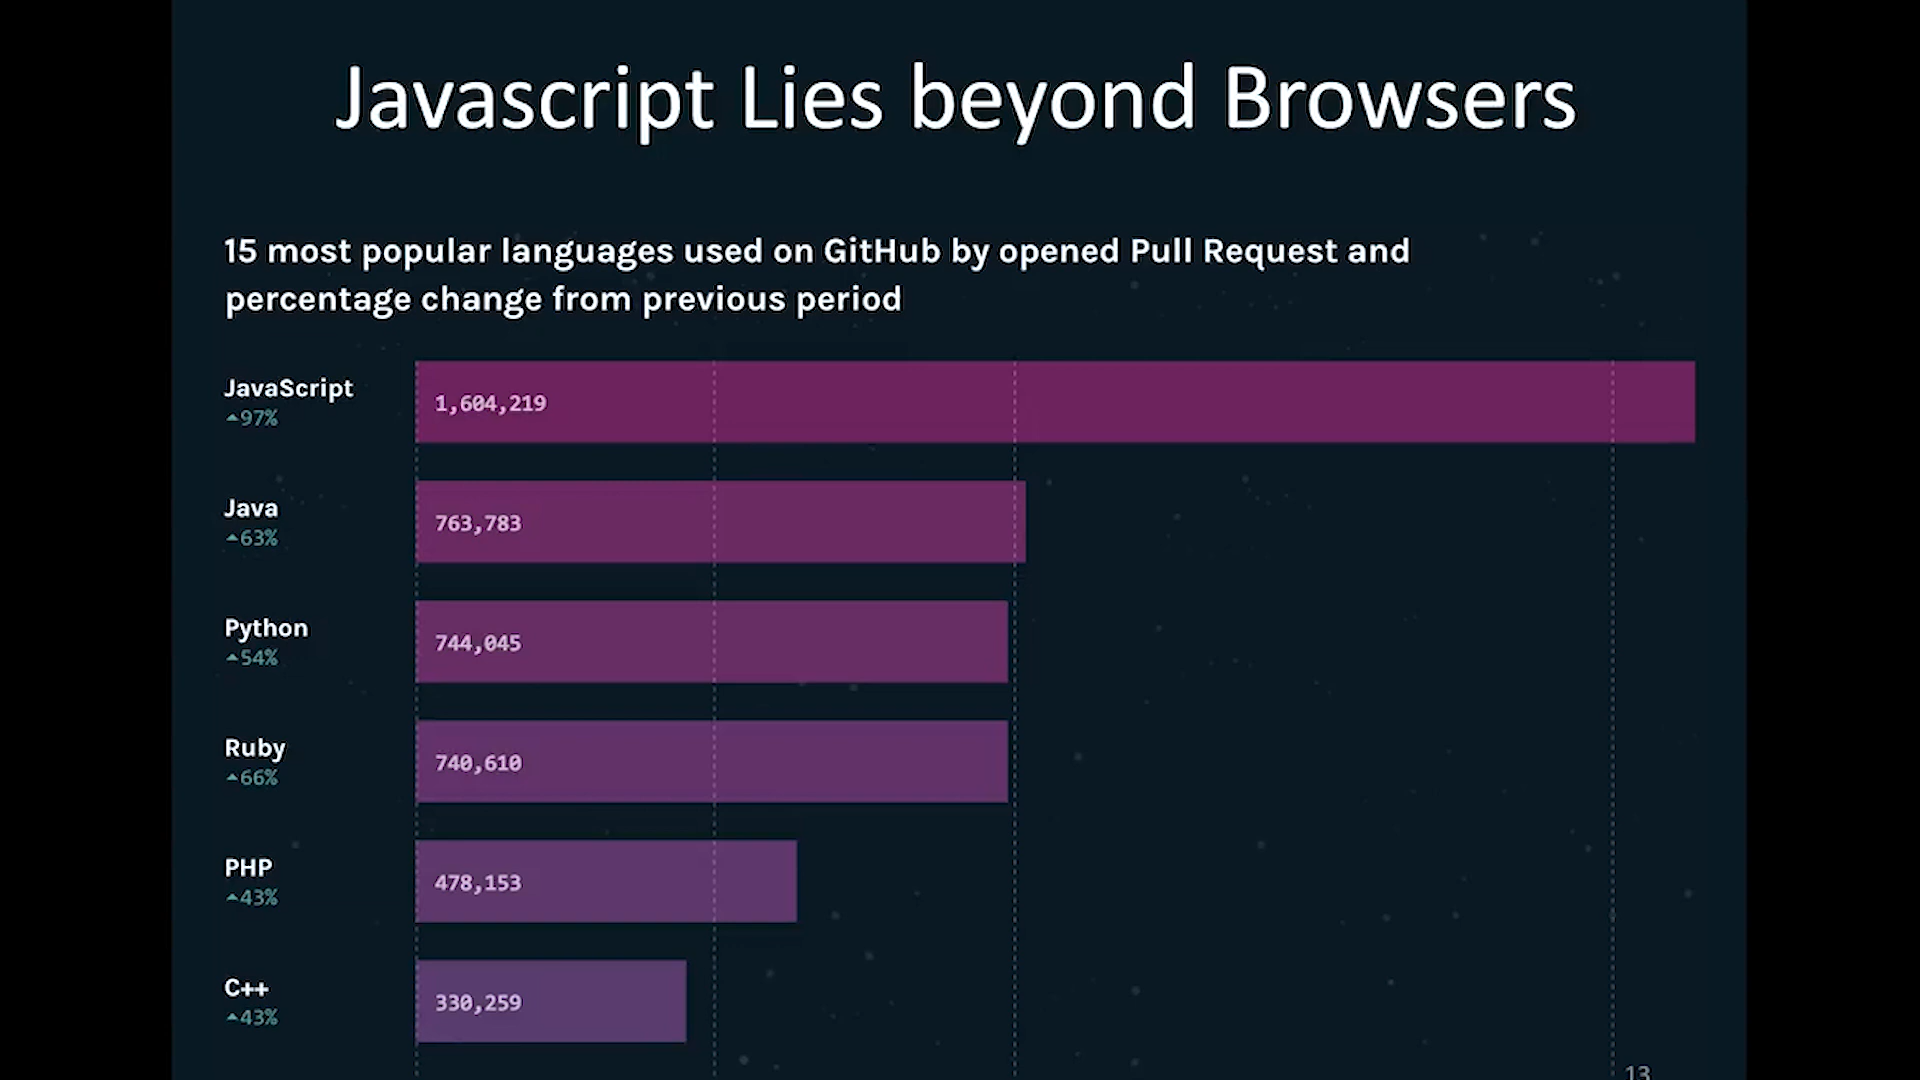 Javascript Lies beyond Browsers
15 most popular languages used on GitHub by opened Pull Request and
percentage change from previous period
JavaScript
97%
1,604,219
Java
63%
763,783
Python
54%
744,045
Ruby
66%
740,610
PHP
43%
478,153
C++
43%
330,259
13